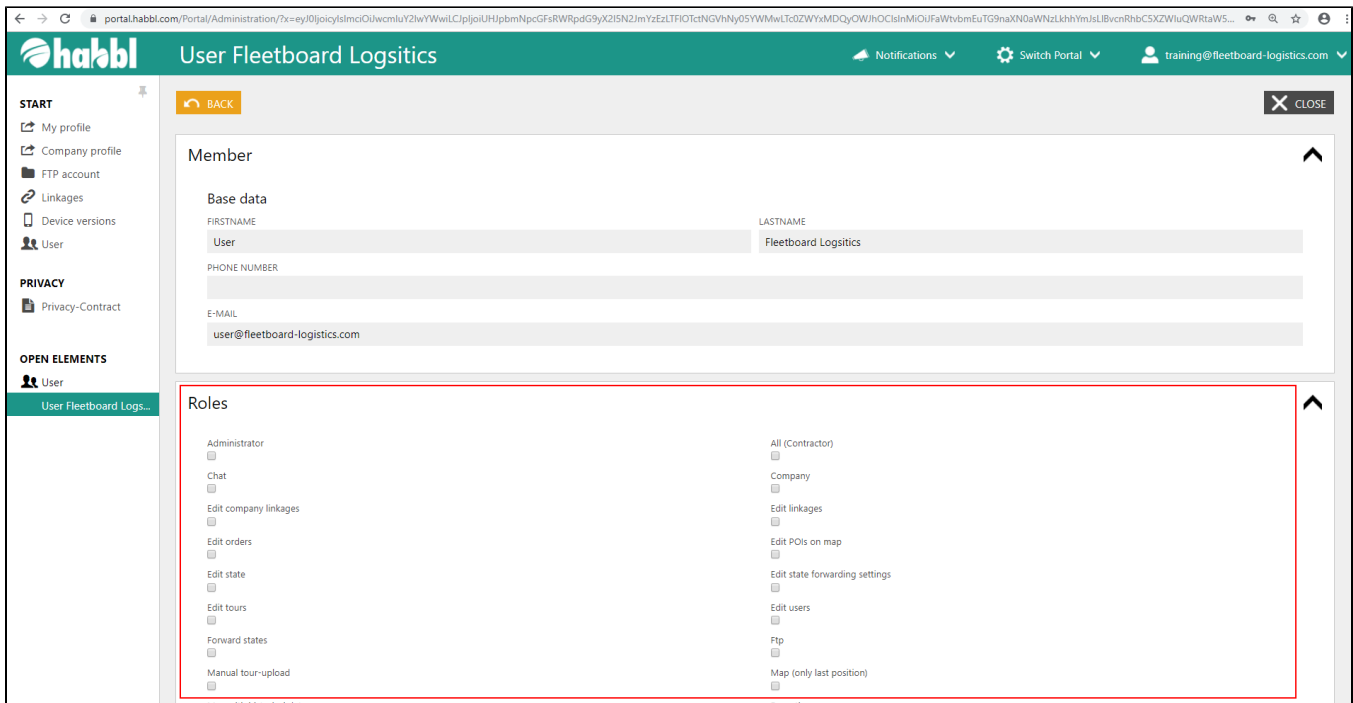 portal.habbl.com/Portal/Administration/?x=
habbl
User Fleetboard Logsitics
Notifications
Switch Portal
training@fleetboard-logistics.com
START
My profile
Company profile
FTP account
Linkages
Device versions
User
PRIVACY
Privacy-Contract
OPEN ELEMENTS
User
User Fleetboard Logs...
BACK
CLOSE
Member
Base data
FIRSTNAME
LASTNAME
User
Fleetboard Logsitics
PHONE NUMBER
E-MAIL
user@fleetboard-logistics.com
Roles
Administrator
All (Contractor)
Chat
Company
Edit company linkages
Edit linkages
Edit orders
Edit POIs on map
Edit state
Edit state forwarding settings
Edit tours
Edit users
Forward states
Ftp
Manual tour-upload
Map (only last position)